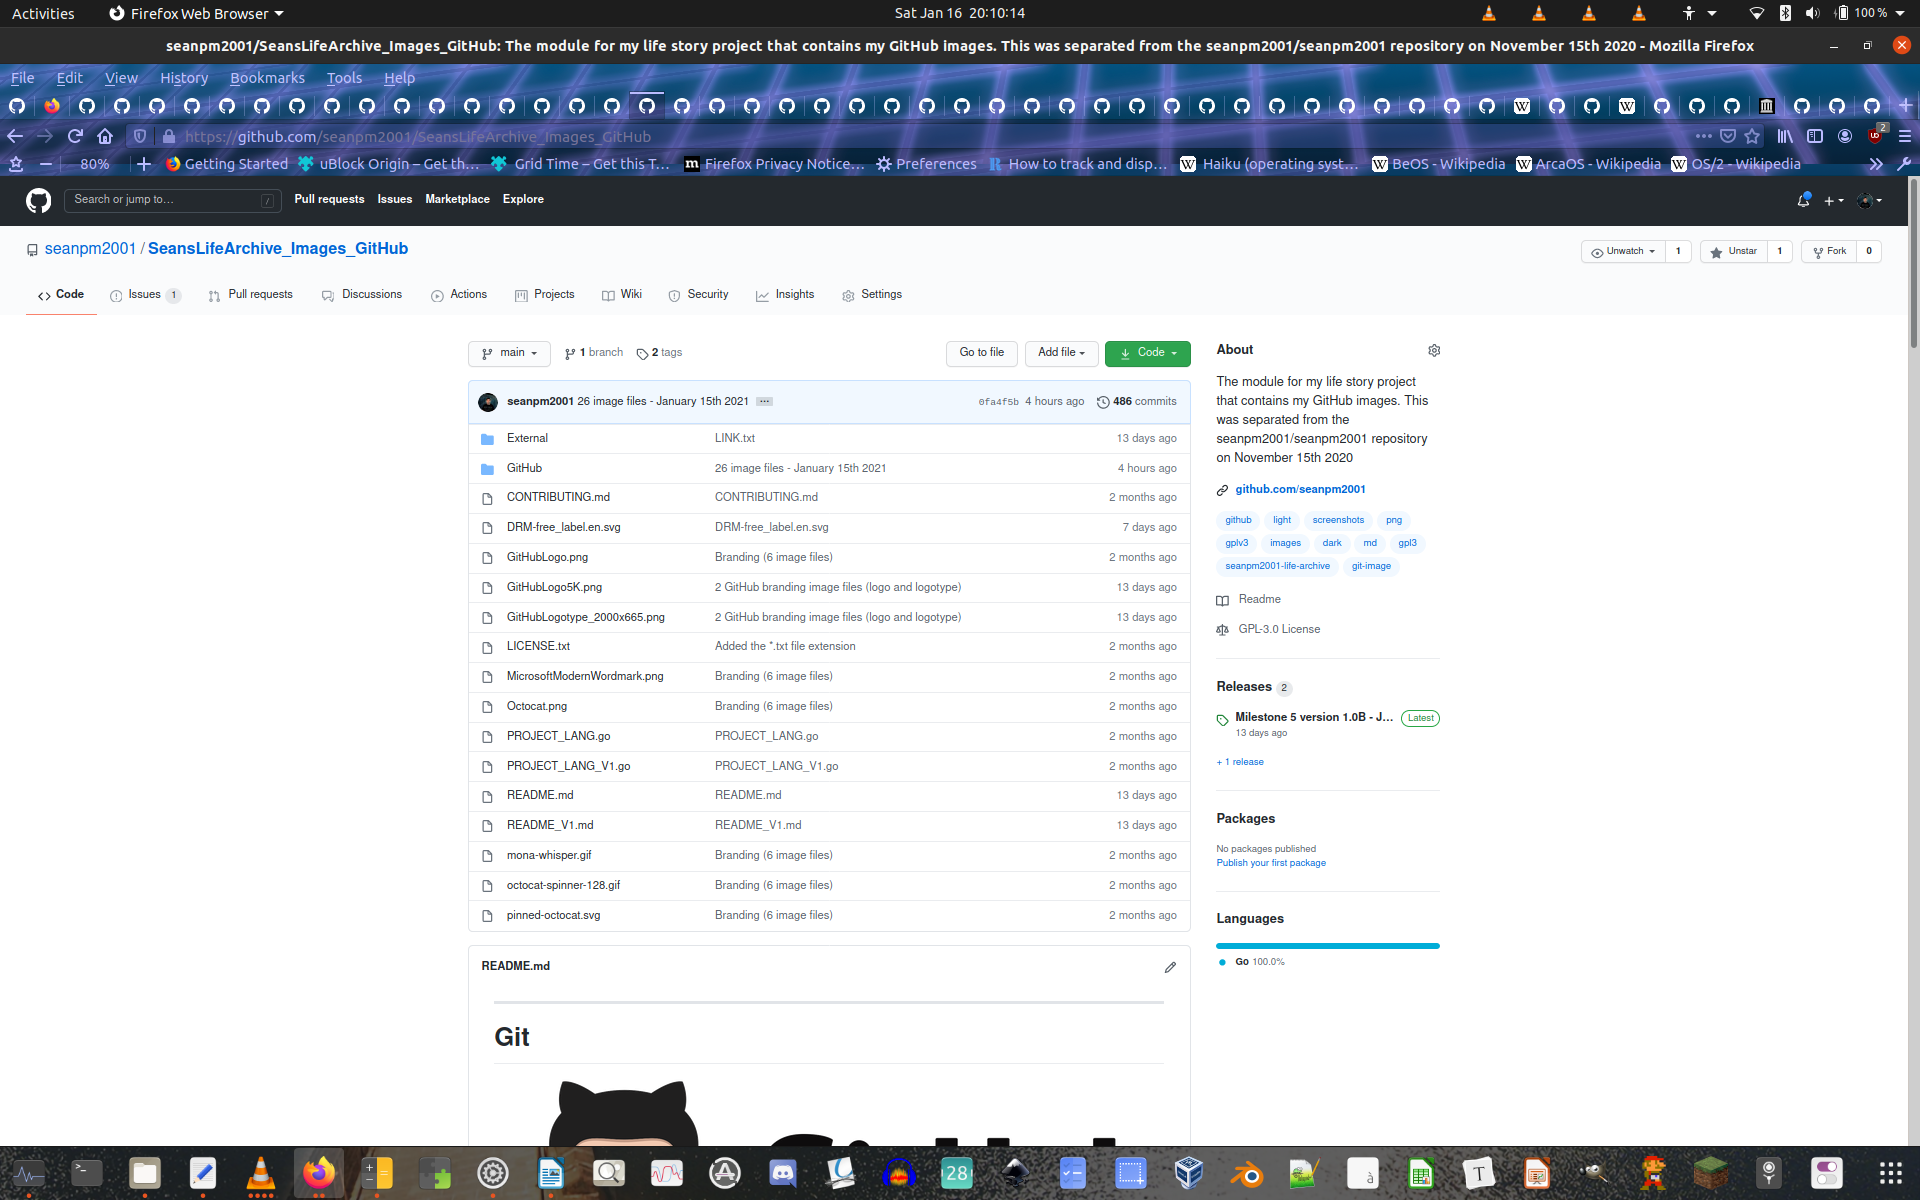 Activities
Firefox Web Browser
Sat Jan 16 20:10:14
100 %
seanpm2001/SeansLifeArchive_Images_GitHub: The module for my life story project that contains my GitHub images. This was separated from the seanpm2001/seanpm2001 repository on November 15th 2020 - Mozilla Firefox
File Edit View History Bookmarks Tools Help
https://github.com/seanpm2001/SeansLifeArchive_Images_GitHub
2
80%
Getting Started
uBlock Origin – Get th…
Grid Time – Get this T…
Firefox Privacy Notice…
Preferences
How to track and disp…
Haiku (operating syst…
BeOS - Wikipedia
ArcaOS - Wikipedia
OS/2 - Wikipedia
Search or jump to…
/
Pull requests Issues Marketplace Explore
seanpm2001 / SeansLifeArchive_Images_GitHub
Unwatch 1
Unstar 1
Fork 0
Code
Issues 1
Pull requests
Discussions
Actions
Projects
Wiki
Security
Insights
Settings
main
1 branch
2 tags
Go to file
Add file
Code
seanpm2001 26 image files - January 15th 2021 ... 0fa4f5b 4 hours ago 486 commits
External LINK.txt 13 days ago
GitHub 26 image files - January 15th 2021 4 hours ago
CONTRIBUTING.md CONTRIBUTING.md 2 months ago
DRM-free_label.en.svg DRM-free_label.en.svg 7 days ago
GitHubLogo.png Branding (6 image files) 2 months ago
GitHubLogo5K.png 2 GitHub branding image files (logo and logotype) 13 days ago
GitHubLogotype_2000x665.png 2 GitHub branding image files (logo and logotype) 13 days ago
LICENSE.txt Added the *.txt file extension 2 months ago
MicrosoftModernWordmark.png Branding (6 image files) 2 months ago
Octocat.png Branding (6 image files) 2 months ago
PROJECT_LANG.go PROJECT_LANG.go 2 months ago
PROJECT_LANG_V1.go PROJECT_LANG_V1.go 2 months ago
README.md README.md 13 days ago
README_V1.md README_V1.md 13 days ago
mona-whisper.gif Branding (6 image files) 2 months ago
octocat-spinner-128.gif Branding (6 image files) 2 months ago
pinned-octocat.svg Branding (6 image files) 2 months ago
README.md
Git
About
The module for my life story project
that contains my GitHub images. This
was separated from the
seanpm2001/seanpm2001 repository
on November 15th 2020
github.com/seanpm2001
github light screenshots png
gplv3 images dark md gpl3
seanpm2001-life-archive git-image
Readme
GPL-3.0 License
Releases 2
Milestone 5 version 1.0B - J... Latest
13 days ago
+ 1 release
Packages
No packages published
Publish your first package
Languages
Go 100.0%
28